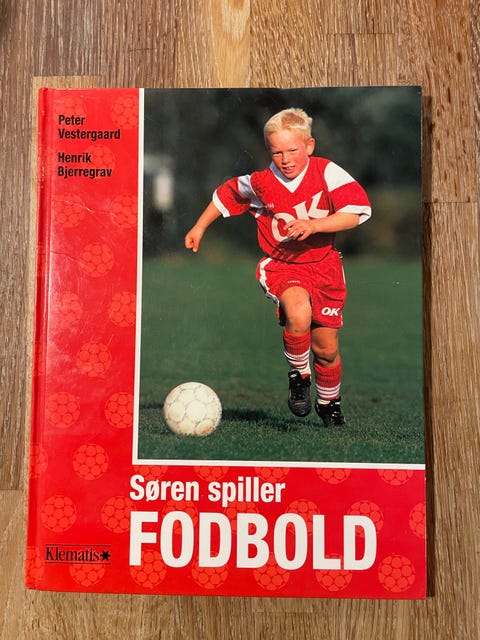 Peter
Vestergaard
Henrik
Bjerregrav
OK
OK
Søren spiller
FODBOLD
Klematis